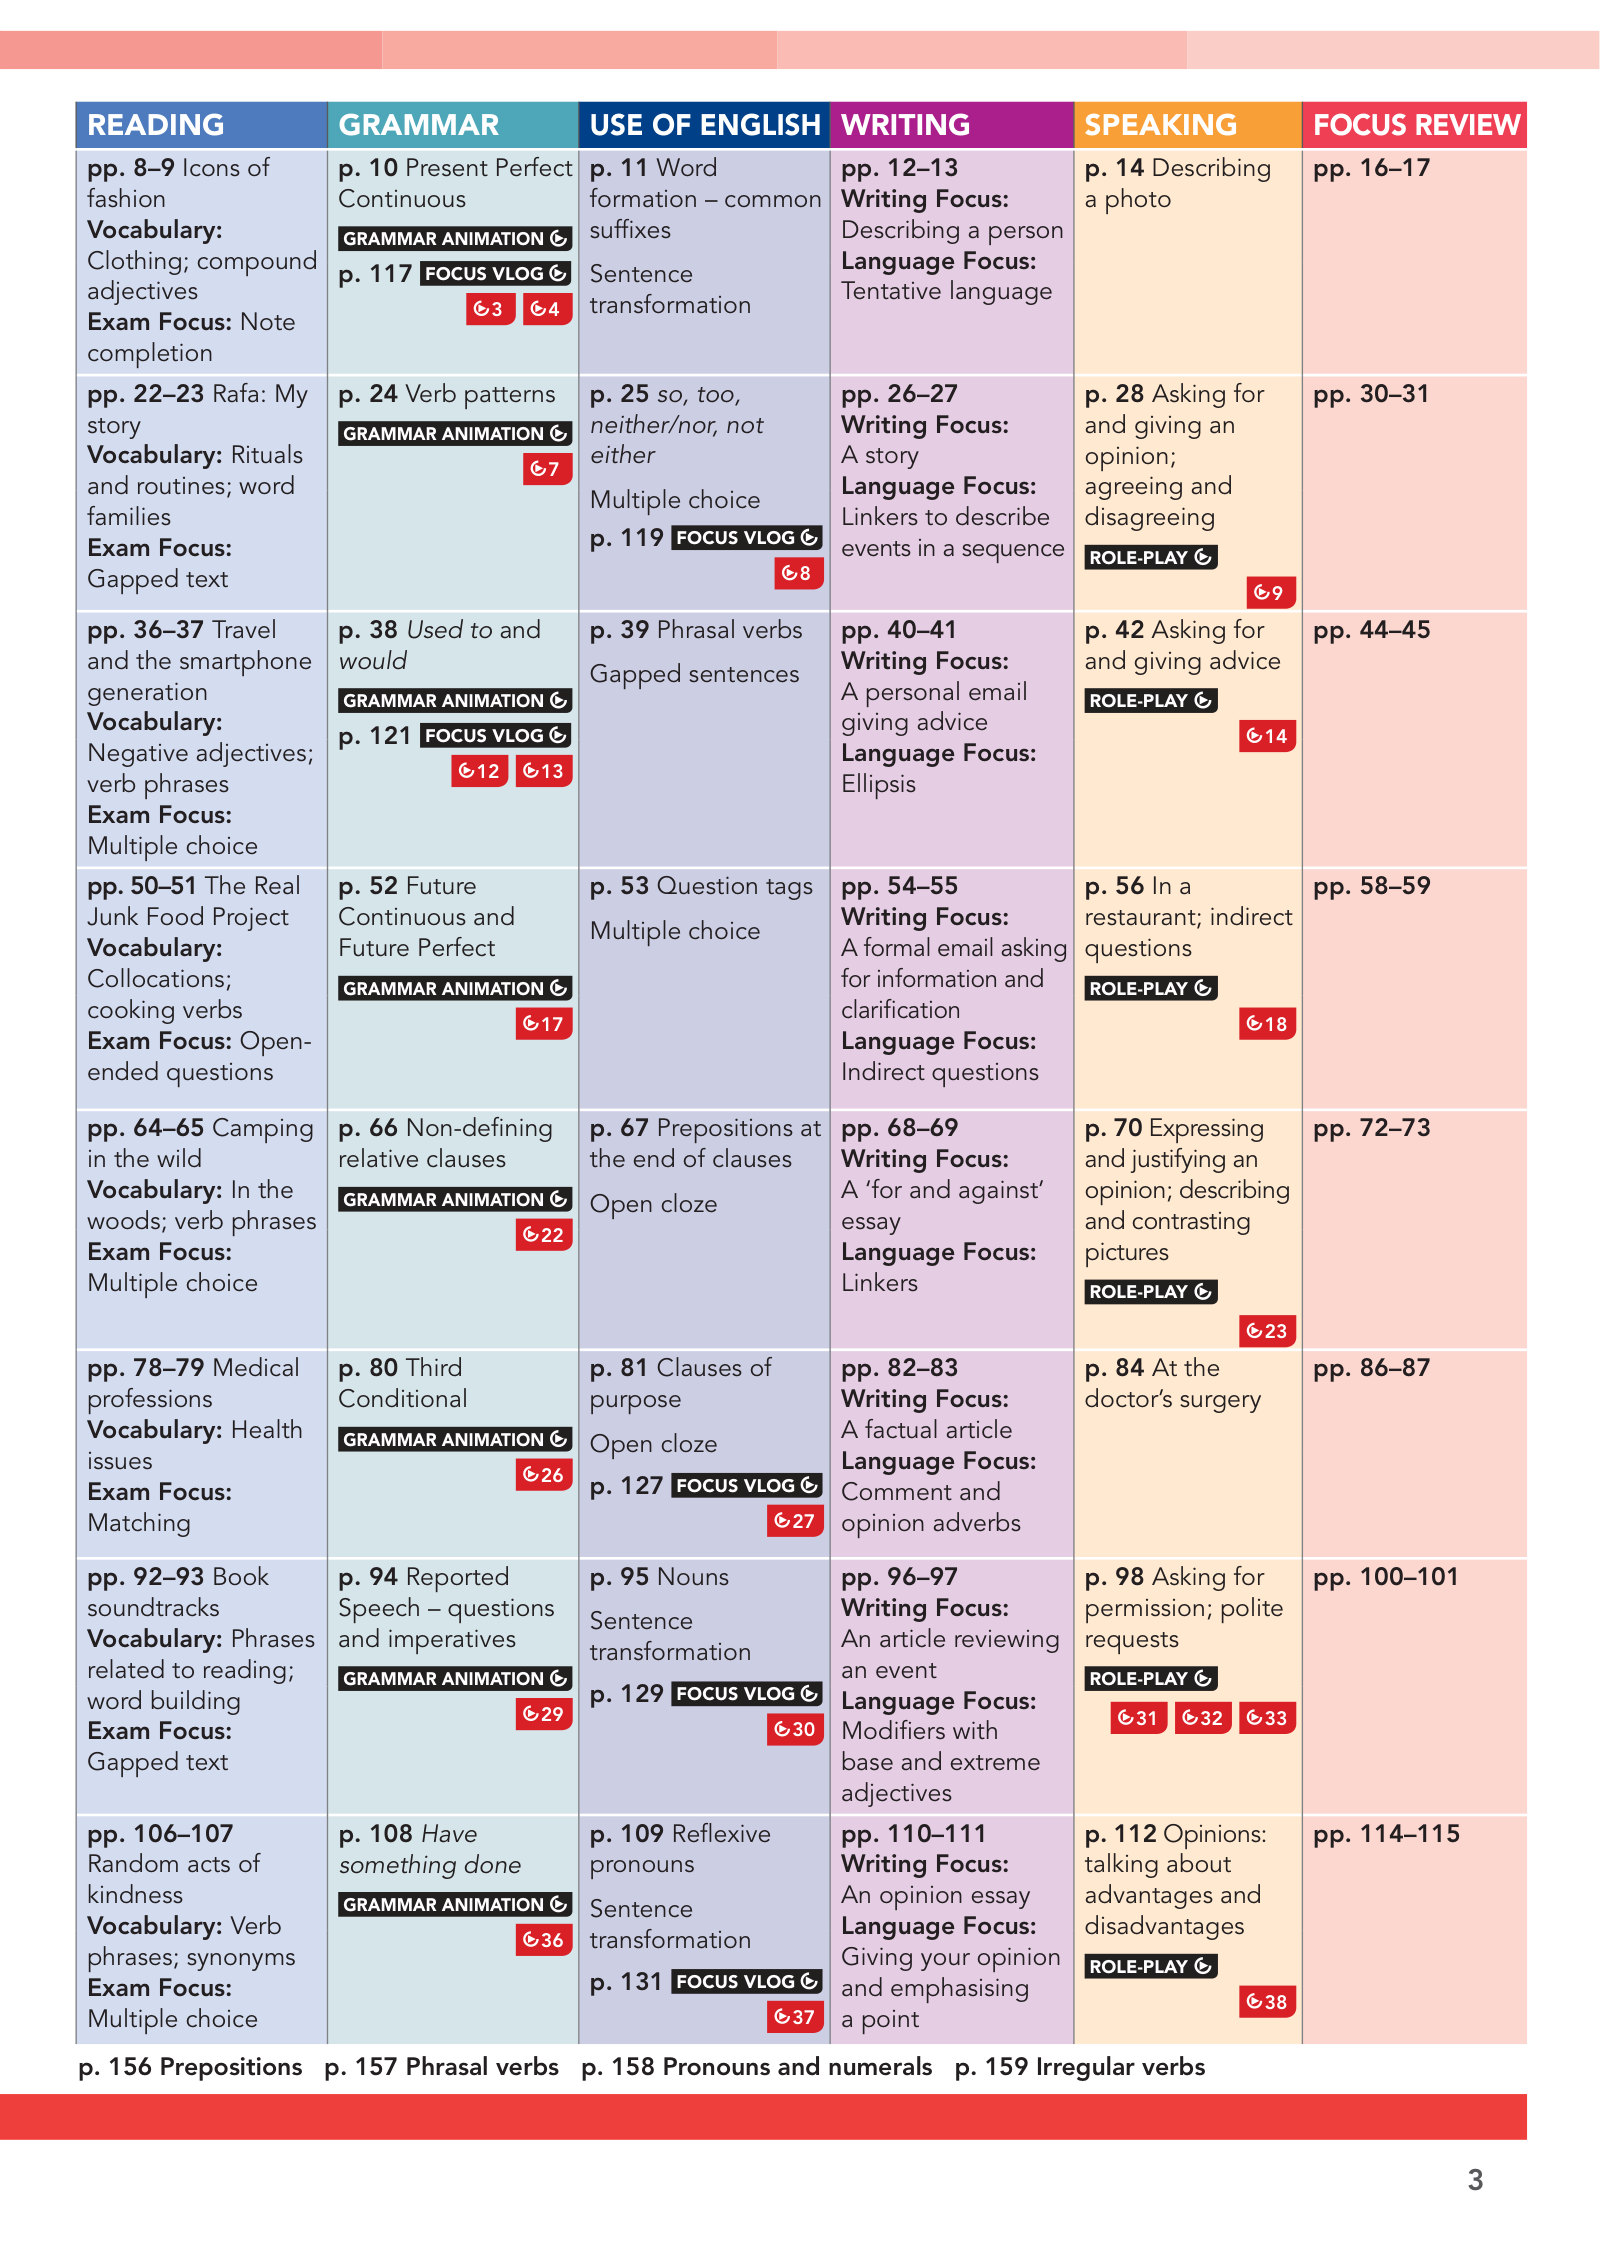 READING
GRAMMAR
USE OF ENGLISH
WRITING
SPEAKING
FOCUS REVIEW
pp. 8–9 Icons of
fashion
Vocabulary:
Clothing; compound
adjectives
Exam Focus: Note
completion
p. 10 Present Perfect
Continuous
GRAMMAR ANIMATION
p. 117 FOCUS VLOG
3 4
p. 11 Word
formation – common
suffixes
Sentence
transformation
pp. 12–13
Writing Focus:
Describing a person
Language Focus:
Tentative language
p. 14 Describing
a photo
pp. 16–17
pp. 22–23 Rafa: My
story
Vocabulary: Rituals
and routines; word
families
Exam Focus:
Gapped text
p. 24 Verb patterns
GRAMMAR ANIMATION
7
p. 25 so, too,
neither/nor, not
either
Multiple choice
p. 119 FOCUS VLOG
8
pp. 26–27
Writing Focus:
A story
Language Focus:
Linkers to describe
events in a sequence
p. 28 Asking for
and giving an
opinion;
agreeing and
disagreeing
ROLE-PLAY
9
pp. 30–31
pp. 36–37 Travel
and the smartphone
generation
Vocabulary:
Negative adjectives;
verb phrases
Exam Focus:
Multiple choice
p. 38 Used to and
would
GRAMMAR ANIMATION
p. 121 FOCUS VLOG
12 13
p. 39 Phrasal verbs
Gapped sentences
pp. 40–41
Writing Focus:
A personal email
giving advice
Language Focus:
Ellipsis
p. 42 Asking for
and giving advice
ROLE-PLAY
14
pp. 44–45
pp. 50–51 The Real
Junk Food Project
Vocabulary:
Collocations;
cooking verbs
Exam Focus: Open-
ended questions
p. 52 Future
Continuous and
Future Perfect
GRAMMAR ANIMATION
17
p. 53 Question tags
Multiple choice
pp. 54–55
Writing Focus:
A formal email asking
for information and
clarification
Language Focus:
Indirect questions
p. 56 In a
restaurant; indirect
questions
ROLE-PLAY
18
pp. 58–59
pp. 64–65 Camping
in the wild
Vocabulary: In the
woods; verb phrases
Exam Focus:
Multiple choice
p. 66 Non-defining
relative clauses
GRAMMAR ANIMATION
22
p. 67 Prepositions at
the end of clauses
Open cloze
pp. 68–69
Writing Focus:
A ‘for and against’
essay
Language Focus:
Linkers
p. 70 Expressing
and justifying an
opinion; describing
and contrasting
pictures
ROLE-PLAY
23
pp. 72–73
pp. 78–79 Medical
professions
Vocabulary: Health
issues
Exam Focus:
Matching
p. 80 Third
Conditional
GRAMMAR ANIMATION
26
p. 81 Clauses of
purpose
Open cloze
p. 127 FOCUS VLOG
27
pp. 82–83
Writing Focus:
A factual article
Language Focus:
Comment and
opinion adverbs
p. 84 At the
doctor’s surgery
pp. 86–87
pp. 92–93 Book
soundtracks
Vocabulary: Phrases
related to reading;
word building
Exam Focus:
Gapped text
p. 94 Reported
Speech – questions
and imperatives
GRAMMAR ANIMATION
29
p. 95 Nouns
Sentence
transformation
p. 129 FOCUS VLOG
30
pp. 96–97
Writing Focus:
An article reviewing
an event
Language Focus:
Modifiers with
base and extreme
adjectives
p. 98 Asking for
permission; polite
requests
ROLE-PLAY
31 32 33
pp. 100–101
pp. 106–107
Random acts of
kindness
Vocabulary: Verb
phrases; synonyms
Exam Focus:
Multiple choice
p. 108 Have
something done
GRAMMAR ANIMATION
36
p. 109 Reflexive
pronouns
Sentence
transformation
p. 131 FOCUS VLOG
37
pp. 110–111
Writing Focus:
An opinion essay
Language Focus:
Giving your opinion
and emphasising
a point
p. 112 Opinions:
talking about
advantages and
disadvantages
ROLE-PLAY
38
pp. 114–115
p. 156 Prepositions p. 157 Phrasal verbs p. 158 Pronouns and numerals p. 159 Irregular verbs
3